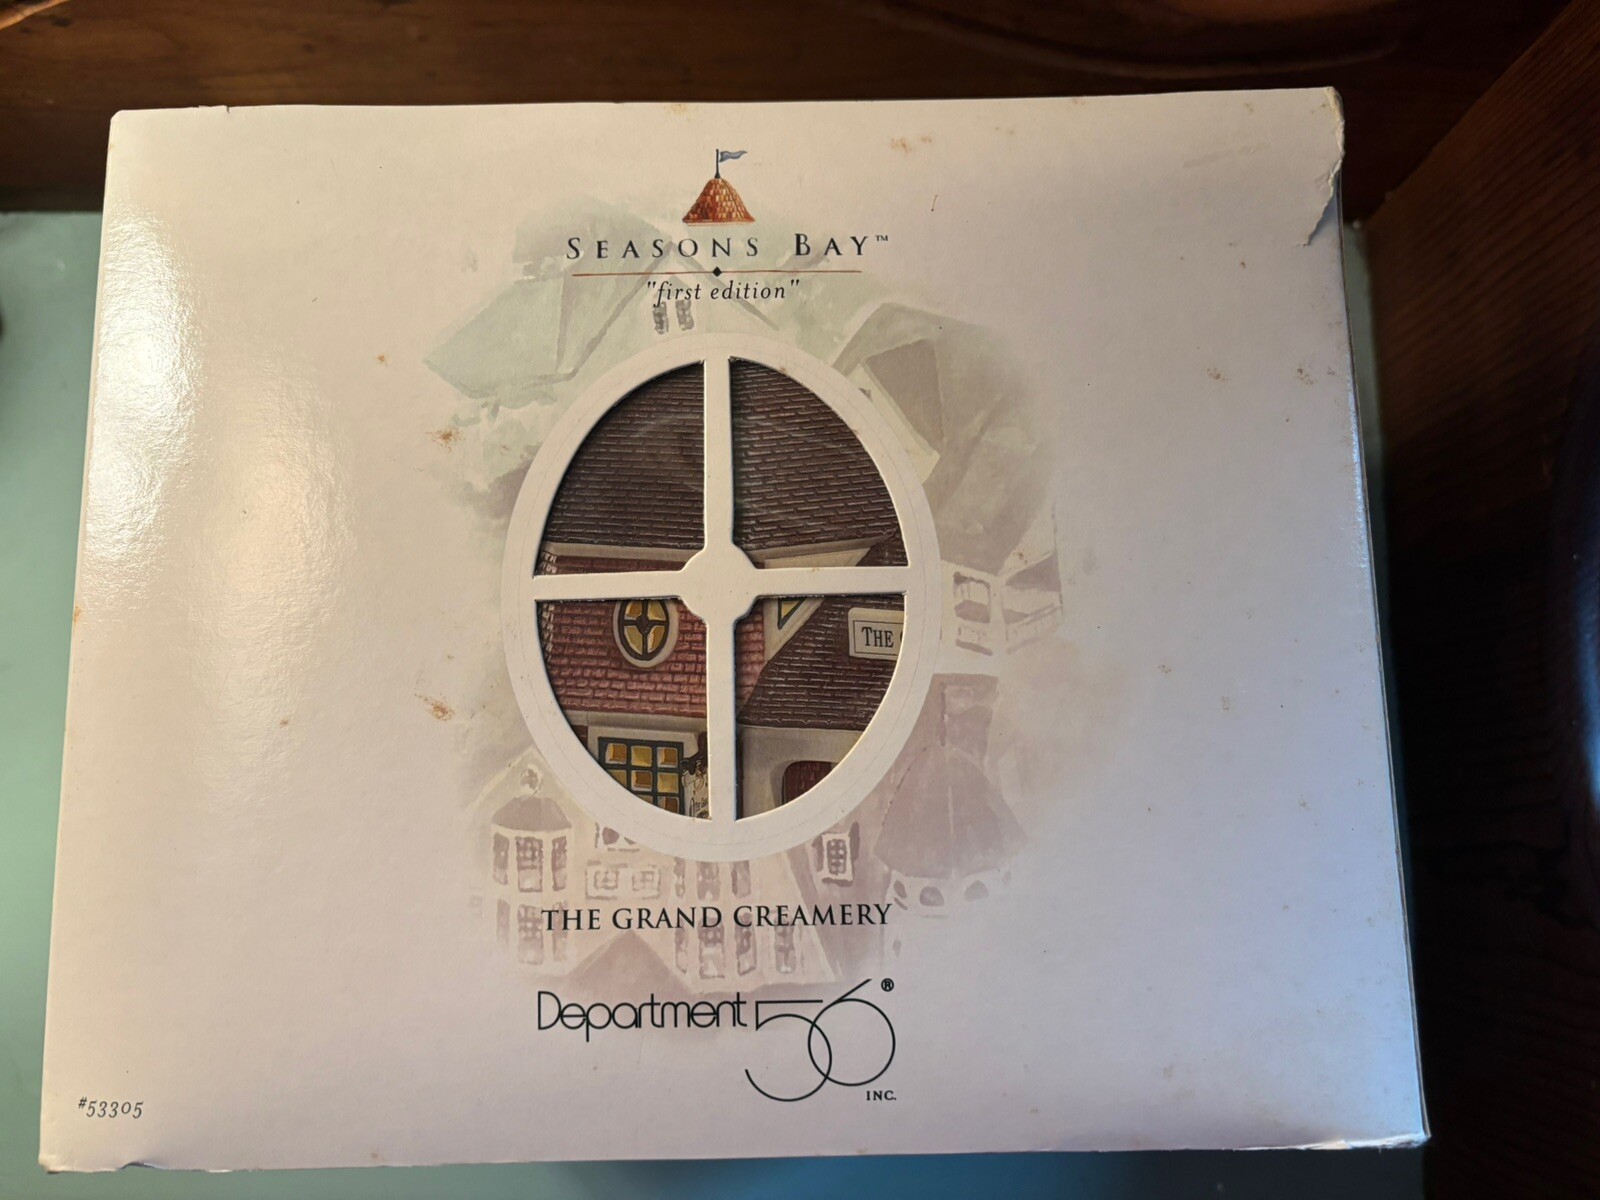 SEASONS BAY™
"first edition"
THE
THE GRAND CREAMERY
Department 56®
INC.
#53305